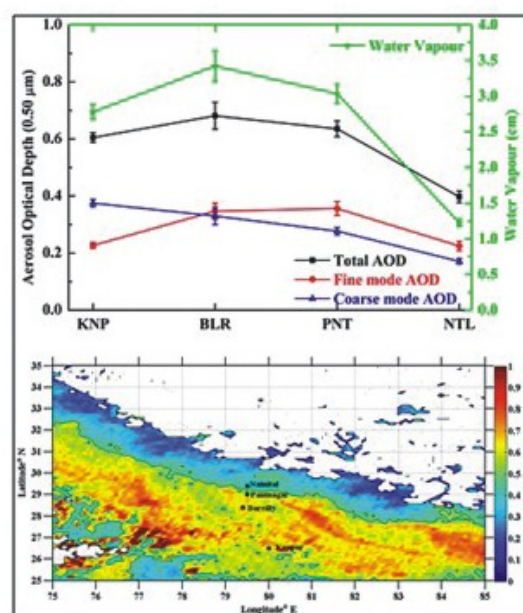 Water Vapour
Aerosol Optical Depth (0.50 µm)
1.0
0.8
0.6
0.4
0.2
0.0
4.0
3.5
3.0
2.5
2.0
1.5
1.0
0.5
0.0
Water Vapour (cm)
Total AOD
Fine mode AOD
Coarse mode AOD
KNP BLR PNT NTL
Latitude° N
35
34
33
32
31
30
29
28
27
26
25
Nainital
Pantnagar
Bareilly
75 76 77 78 79 80 81 82 83 84 85
Longitude° E
1
0.9
0.8
0.7
0.6
0.5
0.4
0.3
0.2
0.1
0